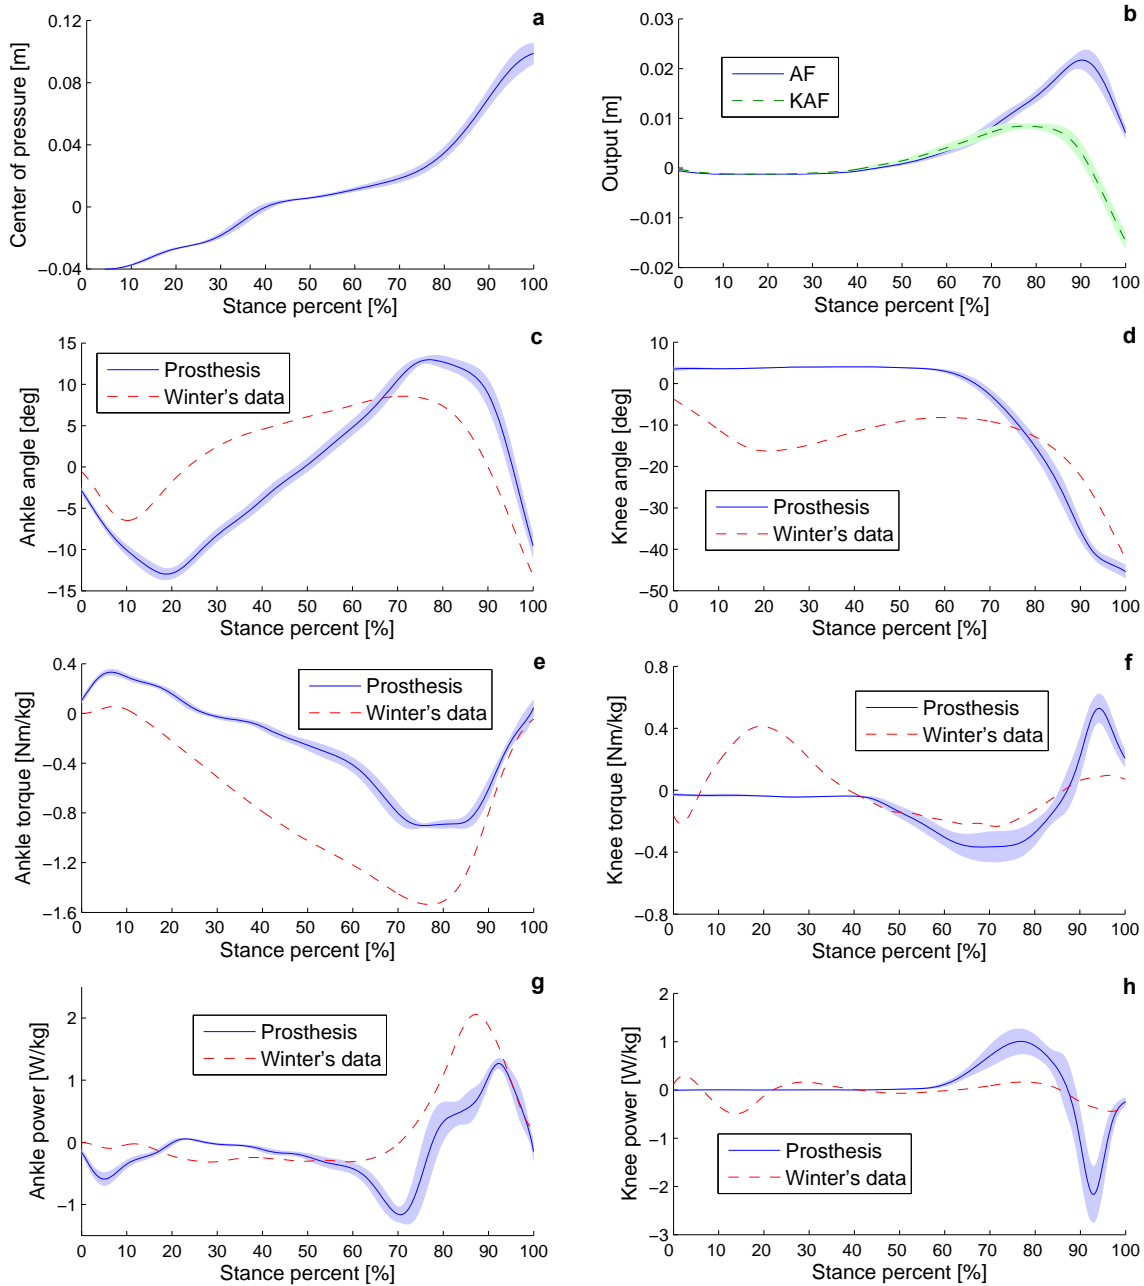 a
0.12
0.08
0.04
0
−0.04
Center of pressure [m]
0 10 20 30 40 50 60 70 80 90 100
Stance percent [%]
b
0.03
0.02
0.01
0
−0.01
−0.02
Output [m]
AF
KAF
0 10 20 30 40 50 60 70 80 90 100
Stance percent [%]
c
15
10
5
0
−5
−10
−15
Ankle angle [deg]
Prosthesis
Winter's data
0 10 20 30 40 50 60 70 80 90 100
Stance percent [%]
d
10
0
−10
−20
−30
−40
−50
Knee angle [deg]
Prosthesis
Winter's data
0 10 20 30 40 50 60 70 80 90 100
Stance percent [%]
e
0.4
0
−0.4
−0.8
−1.2
−1.6
Ankle torque [Nm/kg]
Prosthesis
Winter's data
0 10 20 30 40 50 60 70 80 90 100
Stance percent [%]
f
0.8
0.4
0
−0.4
−0.8
Knee torque [Nm/kg]
Prosthesis
Winter's data
0 10 20 30 40 50 60 70 80 90 100
Stance percent [%]
g
2
1
0
−1
Ankle power [W/kg]
Prosthesis
Winter's data
0 10 20 30 40 50 60 70 80 90 100
Stance percent [%]
h
2
1
0
−1
−2
−3
Knee power [W/kg]
Prosthesis
Winter's data
0 10 20 30 40 50 60 70 80 90 100
Stance percent [%]